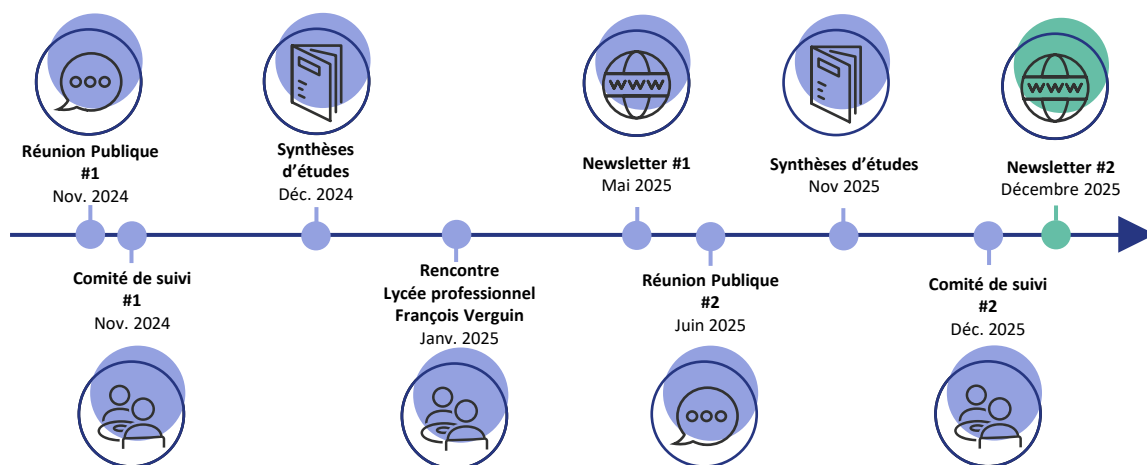 Réunion Publique
#1
Nov. 2024
Synthèses
d'études
Déc. 2024
WWW
Newsletter #1
Mai 2025
Synthèses d'études
Nov 2025
WWW
Newsletter #2
Décembre 2025
Comité de suivi
#1
Nov. 2024
Rencontre
Lycée professionnel
François Verguin
Janv. 2025
Réunion Publique
#2
Juin 2025
Comité de suivi
#2
Déc. 2025